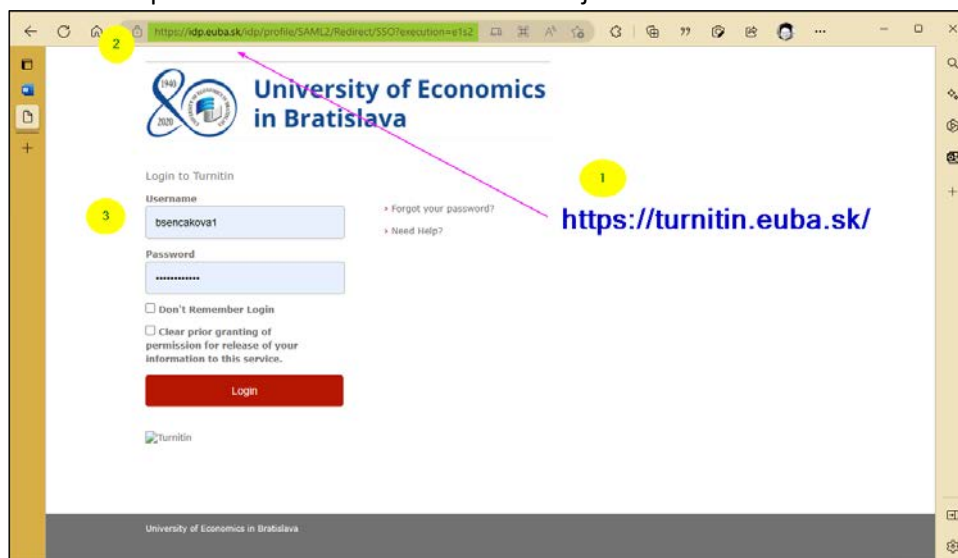 2
https://idp.euba.sk/idp/profile/SAML2/Redirect/SSO?execution=e1s2
1940
2020
University of Economics
in Bratislava
Login to Turnitin
1
Username
3
bsencakova1
Forgot your password?
https://turnitin.euba.sk/
Need Help?
Password
••••••••••••
Don't Remember Login
Clear prior granting of
permission for release of your
information to this service.
Login
Turnitin
University of Economics in Bratislava